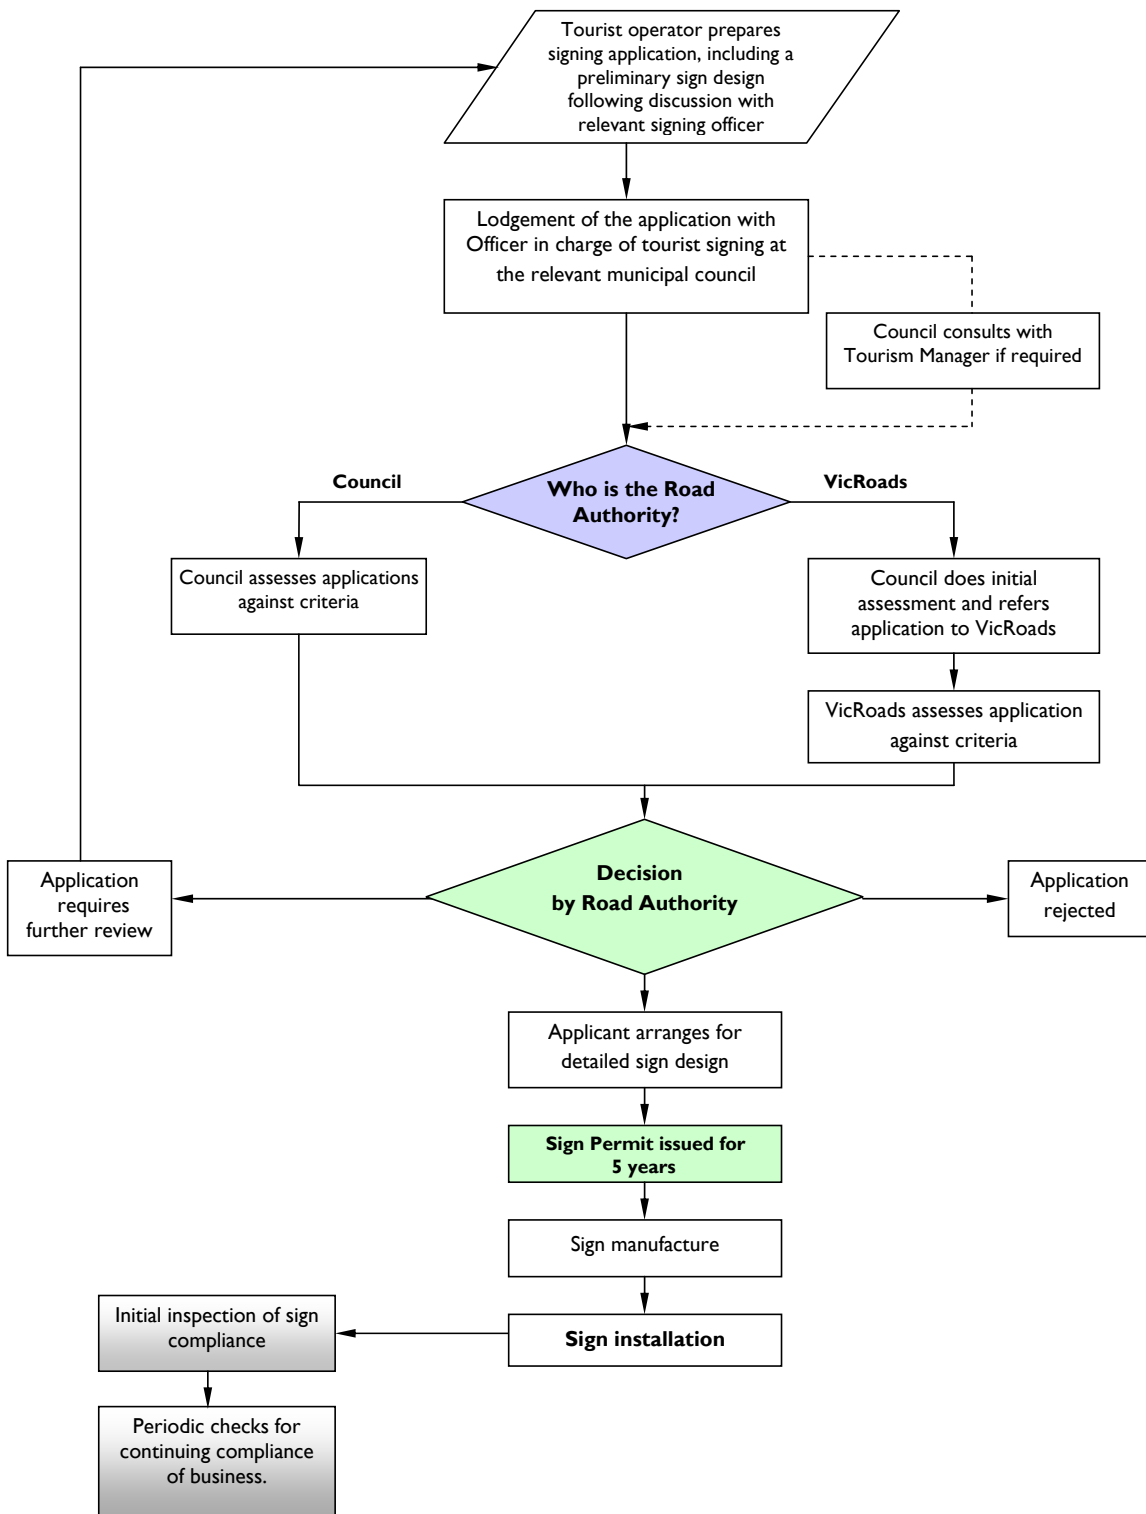 Tourist operator prepares
signing application, including a
preliminary sign design
following discussion with
relevant signing officer
Lodgement of the application with
Officer in charge of tourist signing at
the relevant municipal council
Council consults with
Tourism Manager if required
Council
Who is the Road
Authority?
VicRoads
Council assesses applications
against criteria
Council does initial
assessment and refers
application to VicRoads
VicRoads assesses application
against criteria
Application
requires
further review
Decision
by Road Authority
Application
rejected
Applicant arranges for
detailed sign design
Sign Permit issued for
5 years
Sign manufacture
Sign installation
Initial inspection of sign
compliance
Periodic checks for
continuing compliance
of business.